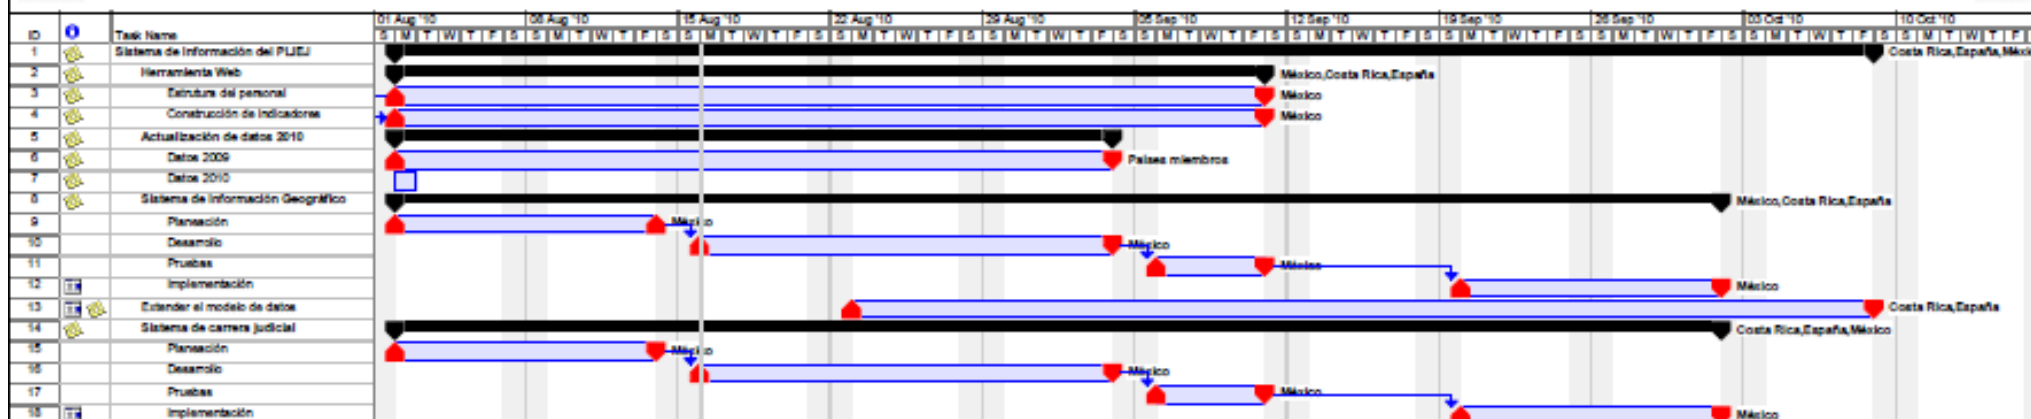 01 Aug '10 08 Aug '10 15 Aug '10 22 Aug '10 29 Aug '10 05 Sep '10 12 Sep '10 19 Sep '10 26 Sep '10 03 Oct '10 10 Oct '10
ID Task Name S M T W T F S S M T W T F S S M T W T F S S M T W T F S S M T W T F S S M T W T F S S M T W T F S S M T W T F S S M T W T F S S M T W T F S S M T W T F
1 Sistema de Información del PIJEJ Costa Rica,España,Méxi
2 Herramienta Web México,Costa Rica,España
3 Estrutura del personal México
4 Construcción de Indicadores México
5 Actualización de datos 2010
6 Datos 2009 Países miembros
7 Datos 2010
8 Sistema de Información Geográfico México,Costa Rica,España
9 Planeación México
10 Desarrollo México
11 Pruebas México
12 Implementación México
13 Extender el modelo de datos Costa Rica,España
14 Sistema de carrera judicial Costa Rica,España,México
15 Planeación México
16 Desarrollo México
17 Pruebas México
18 Implementación México